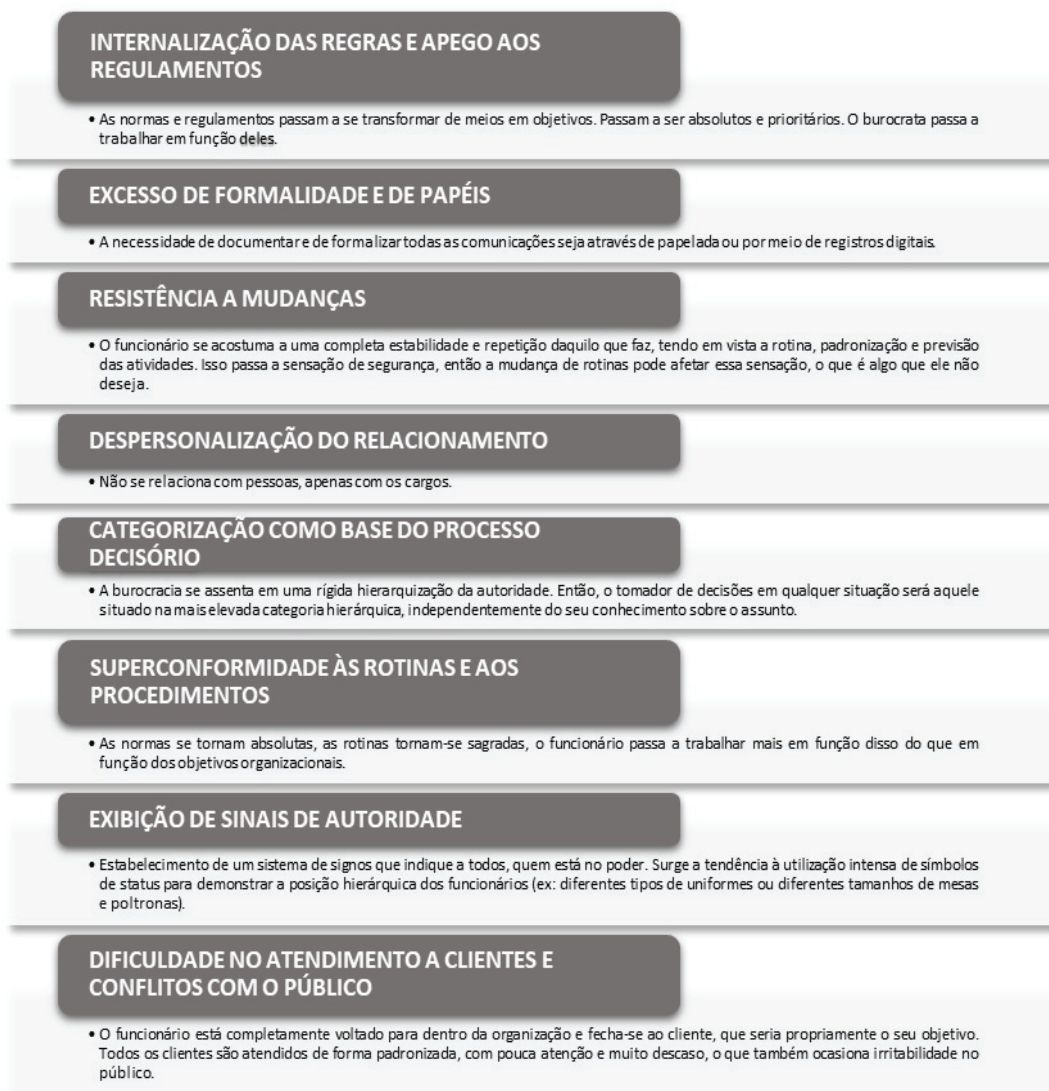 INTERNALIZAÇÃO DAS REGRAS E APEGO AOS
REGULAMENTOS
• As normas e regulamentos passam a se transformar de meios em objetivos. Passam a ser absolutos e prioritários. O burocrata passa a
trabalhar em função deles.
EXCESSO DE FORMALIDADE E DE PAPÉIS
• A necessidade de documentar e de formalizar todas as comunicações seja através de papelada ou por meio de registros digitais.
RESISTÊNCIA A MUDANÇAS
• O funcionário se acostuma a uma completa estabilidade e repetição daquilo que faz, tendo em vista a rotina, padronização e previsão
das atividades. Isso passa a sensação de segurança, então a mudança de rotinas pode afetar essa sensação, o que é algo que ele não
deseja.
DESPERSONALIZAÇÃO DO RELACIONAMENTO
• Não se relaciona com pessoas, apenas com os cargos.
CATEGORIZAÇÃO COMO BASE DO PROCESSO
DECISÓRIO
• A burocracia se assenta em uma rígida hierarquização da autoridade. Então, o tomador de decisões em qualquer situação será aquele
situado na mais elevada categoria hierárquica, independentemente do seu conhecimento sobre o assunto.
SUPERCONFORMIDADE ÀS ROTINAS E AOS
PROCEDIMENTOS
• As normas se tornam absolutas, as rotinas tornam-se sagradas, o funcionário passa a trabalhar mais em função disso do que em
função dos objetivos organizacionais.
EXIBIÇÃO DE SINAIS DE AUTORIDADE
• Estabelecimento de um sistema de signos que indique a todos, quem está no poder. Surge a tendência à utilização intensa de símbolos
de status para demonstrar a posição hierárquica dos funcionários (ex: diferentes tipos de uniformes ou diferentes tamanhos de mesas
e poltronas).
DIFICULDADE NO ATENDIMENTO A CLIENTES E
CONFLITOS COM O PÚBLICO
• O funcionário está completamente voltado para dentro da organização e fecha-se ao cliente, que seria propriamente o seu objetivo.
Todos os clientes são atendidos de forma padronizada, com pouca atenção e muito descaso, o que também ocasiona irritabilidade no
público.